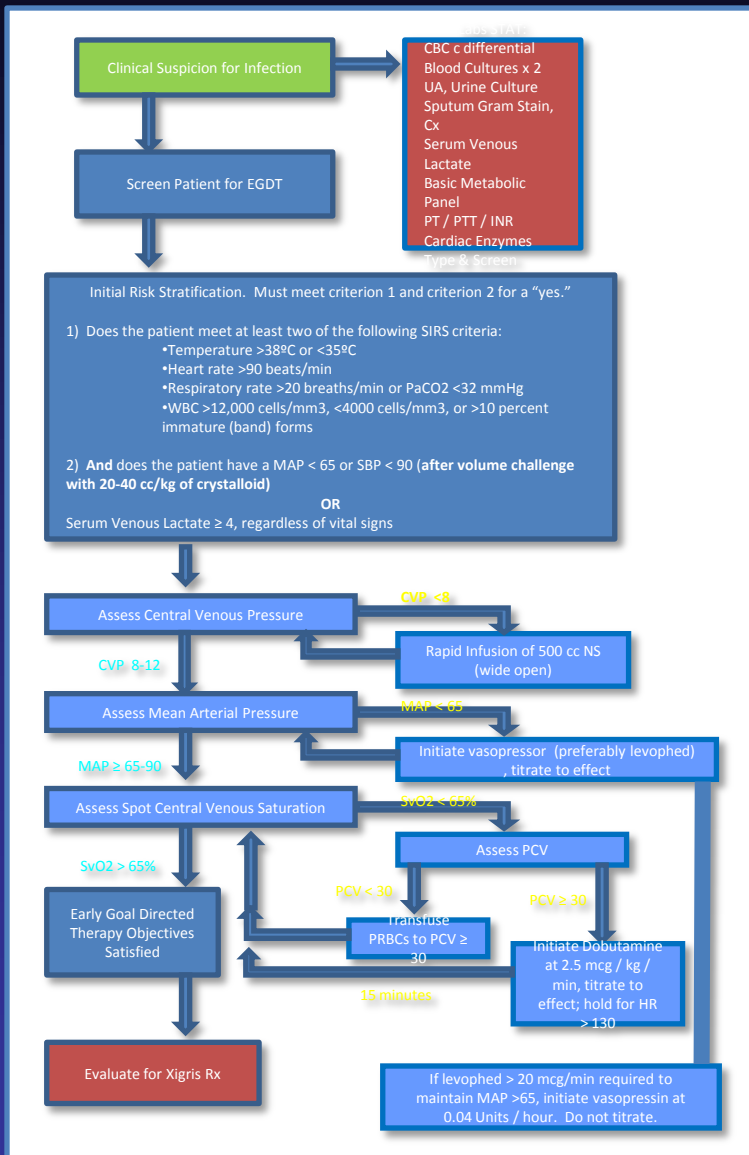 Clinical Suspicion for Infection
Labs STAT:
CBC c differential
Blood Cultures x 2
UA, Urine Culture
Sputum Gram Stain,
Cx
Serum Venous
Lactate
Basic Metabolic
Panel
PT / PTT / INR
Cardiac Enzymes
Type & Screen
Screen Patient for EGDT
Initial Risk Stratification. Must meet criterion 1 and criterion 2 for a “yes.”
1) Does the patient meet at least two of the following SIRS criteria:
•Temperature >38ºC or <35ºC
•Heart rate >90 beats/min
•Respiratory rate >20 breaths/min or PaCO2 <32 mmHg
•WBC >12,000 cells/mm3, <4000 cells/mm3, or >10 percent
immature (band) forms
2) And does the patient have a MAP < 65 or SBP < 90 (after volume challenge
with 20-40 cc/kg of crystalloid)
OR
Serum Venous Lactate ≥ 4, regardless of vital signs
Assess Central Venous Pressure
CVP <8
Rapid Infusion of 500 cc NS
(wide open)
CVP 8-12
Assess Mean Arterial Pressure
MAP < 65
Initiate vasopressor (preferably levophed)
, titrate to effect
MAP ≥ 65-90
Assess Spot Central Venous Saturation
SvO2 < 65%
Assess PCV
SvO2 > 65%
PCV < 30
PCV ≥ 30
Early Goal Directed
Therapy Objectives
Satisfied
Transfuse
PRBCs to PCV ≥
30
Initiate Dobutamine
at 2.5 mcg / kg /
min, titrate to
effect; hold for HR
> 130
15 minutes
Evaluate for Xigris Rx
If levophed > 20 mcg/min required to
maintain MAP >65, initiate vasopressin at
0.04 Units / hour. Do not titrate.